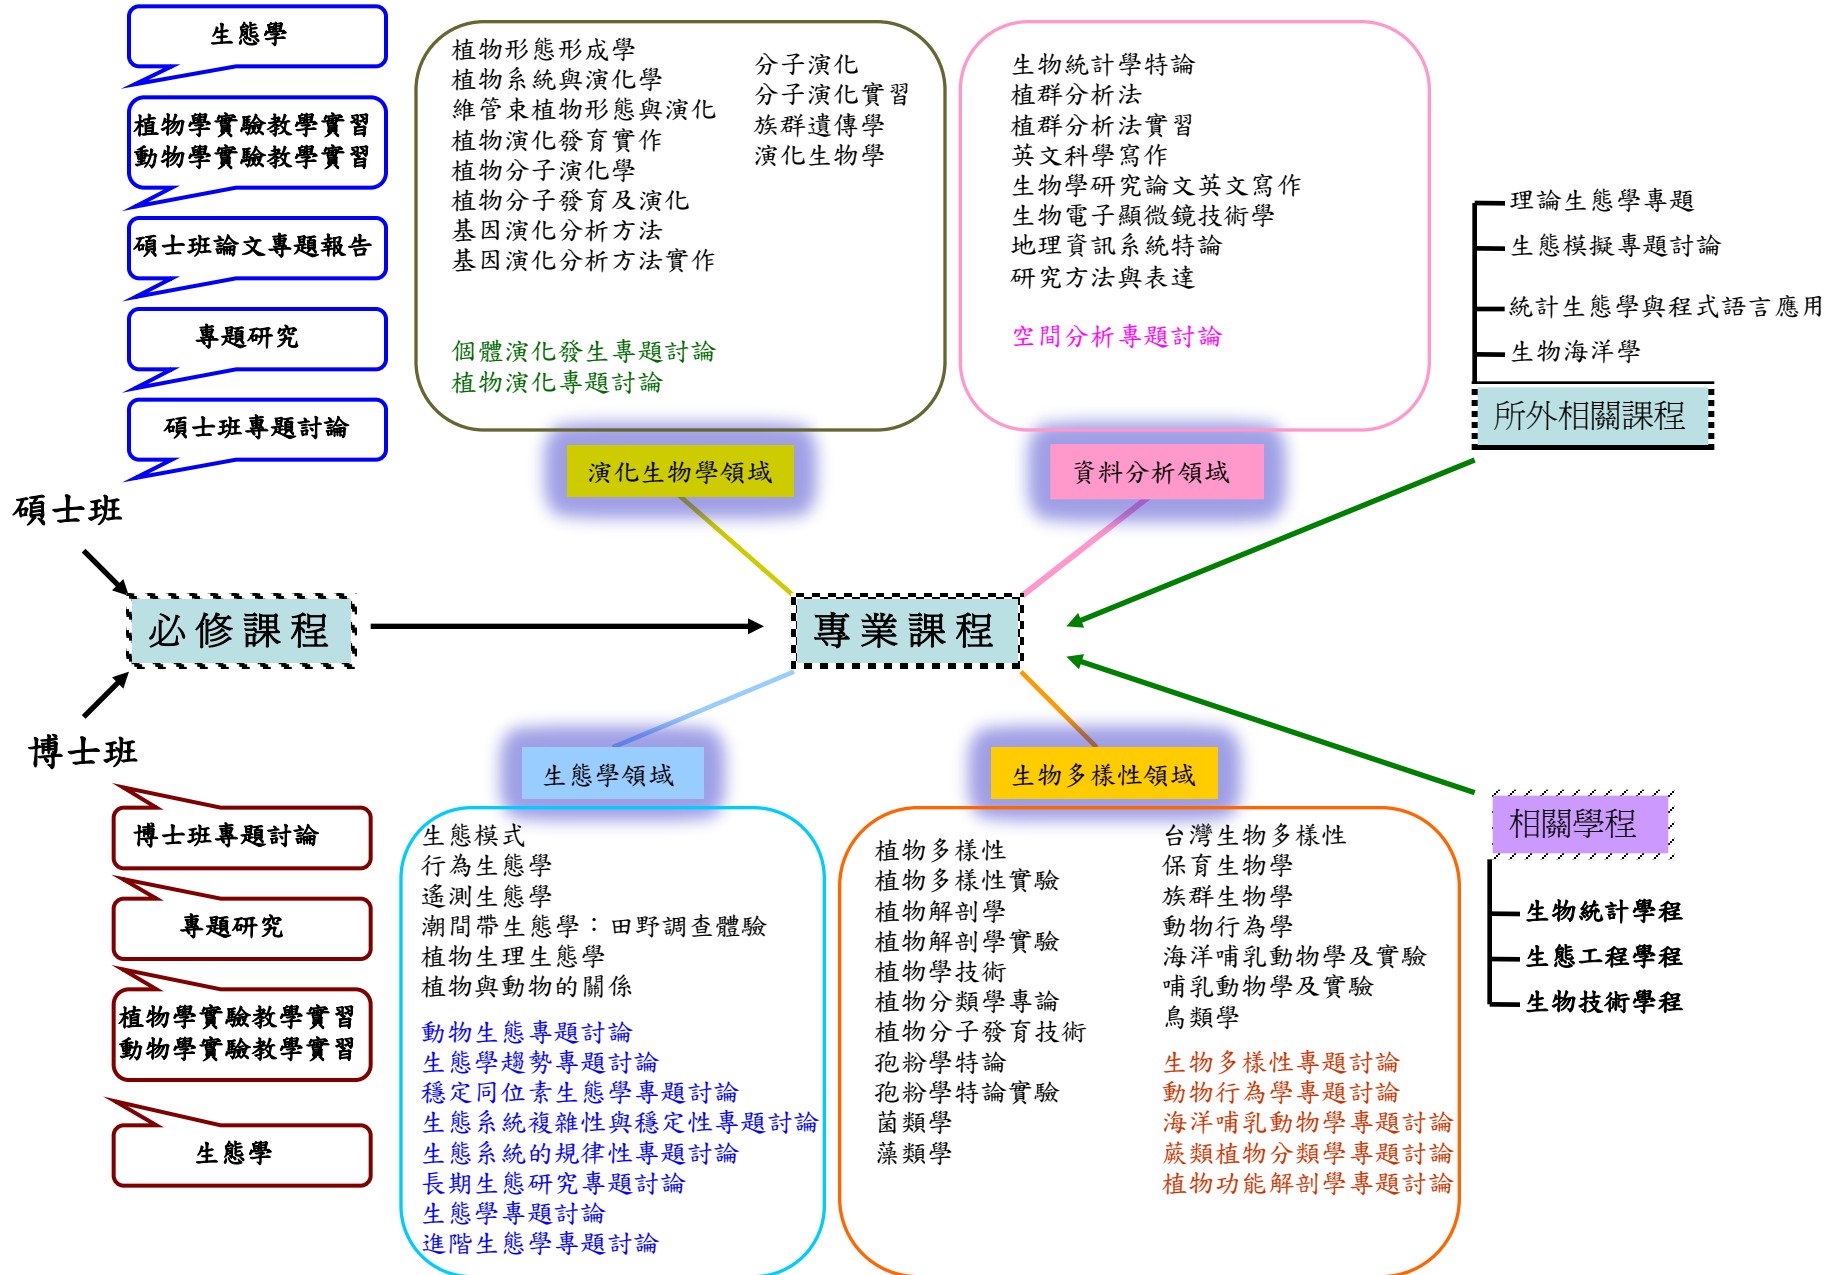 生態學
植物學實驗教學實習
動物學實驗教學實習
碩士班論文專題報告
專題研究
碩士班專題討論
碩士班
必修課程
博士班
博士班專題討論
專題研究
植物學實驗教學實習
動物學實驗教學實習
生態學
植物形態形成學
植物系統與演化學
維管束植物形態與演化
植物演化發育實作
植物分子演化學
植物分子發育及演化
基因演化分析方法
基因演化分析方法實作
個體演化發生專題討論
植物演化專題討論
分子演化
分子演化實習
族群遺傳學
演化生物學
演化生物學領域
生物統計學特論
植群分析法
植群分析法實習
英文科學寫作
生物學研究論文英文寫作
生物電子顯微鏡技術學
地理資訊系統特論
研究方法與表達
空間分析專題討論
資料分析領域
理論生態學專題
生態模擬專題討論
統計生態學與程式語言應用
生物海洋學
所外相關課程
專業課程
生態學領域
生態模式
行為生態學
遙測生態學
潮間帶生態學：田野調查體驗
植物生理生態學
植物與動物的關係
動物生態專題討論
生態學趨勢專題討論
穩定同位素生態學專題討論
生態系統複雜性與穩定性專題討論
生態系統的規律性專題討論
長期生態研究專題討論
生態學專題討論
進階生態學專題討論
生物多樣性領域
植物多樣性
植物多樣性實驗
植物解剖學
植物解剖學實驗
植物學技術
植物分類學專論
植物分子發育技術
孢粉學特論
孢粉學特論實驗
菌類學
藻類學
台灣生物多樣性
保育生物學
族群生物學
動物行為學
海洋哺乳動物學及實驗
哺乳動物學及實驗
鳥類學
生物多樣性專題討論
動物行為學專題討論
海洋哺乳動物學專題討論
蕨類植物分類學專題討論
植物功能解剖學專題討論
相關學程
生物統計學程
生態工程學程
生物技術學程